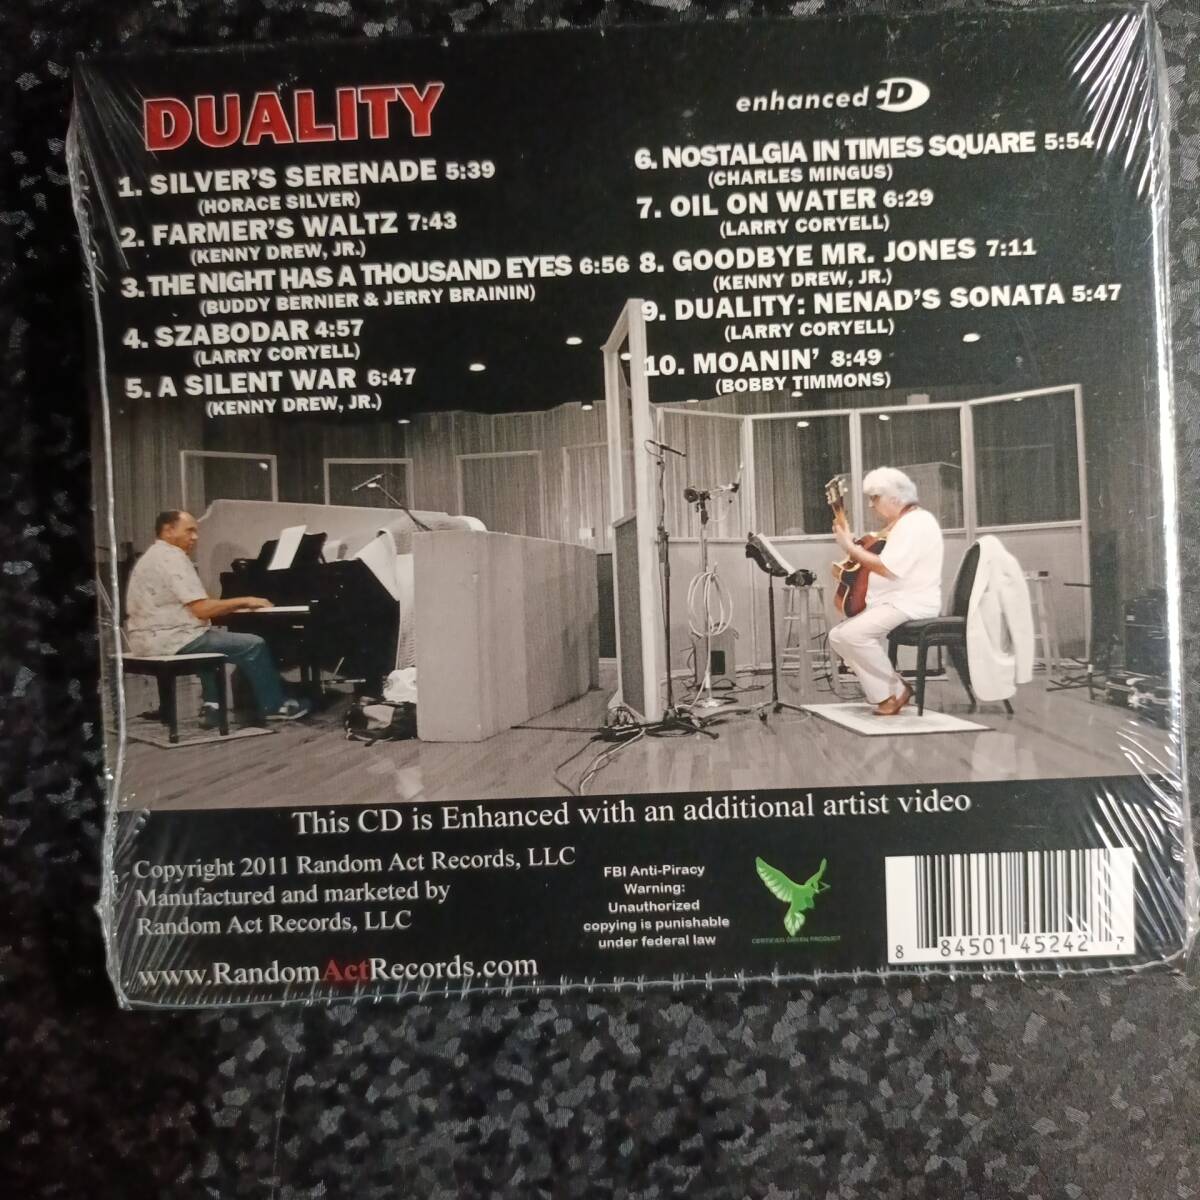 DUALITY
enhanced CD
1. SILVER'S SERENADE 5:39
(HORACE SILVER)
2. FARMER'S WALTZ 7:43
(KENNY DREW, JR.)
3. THE NIGHT HAS A THOUSAND EYES 6:56
(BUDDY BERNIER & JERRY BRAININ)
4. SZABODAR 4:57
(LARRY CORYELL)
5. A SILENT WAR 6:47
(KENNY DREW, JR.)
6. NOSTALGIA IN TIMES SQUARE 5:54
(CHARLES MINGUS)
7. OIL ON WATER 6:29
(LARRY CORYELL)
8. GOODBYE MR. JONES 7:11
(KENNY DREW, JR.)
9. DUALITY: NENAD'S SONATA 5:47
(LARRY CORYELL)
10. MOANIN' 8:49
(BOBBY TIMMONS)
This CD is Enhanced with an additional artist video
Copyright 2011 Random Act Records, LLC
Manufactured and marketed by
Random Act Records, LLC
www.RandomActRecords.com
FBI Anti-Piracy
Warning:
Unauthorized
copying is punishable
under federal law
CERTIFIED GREEN PRODUCT
8 84501 45242 7